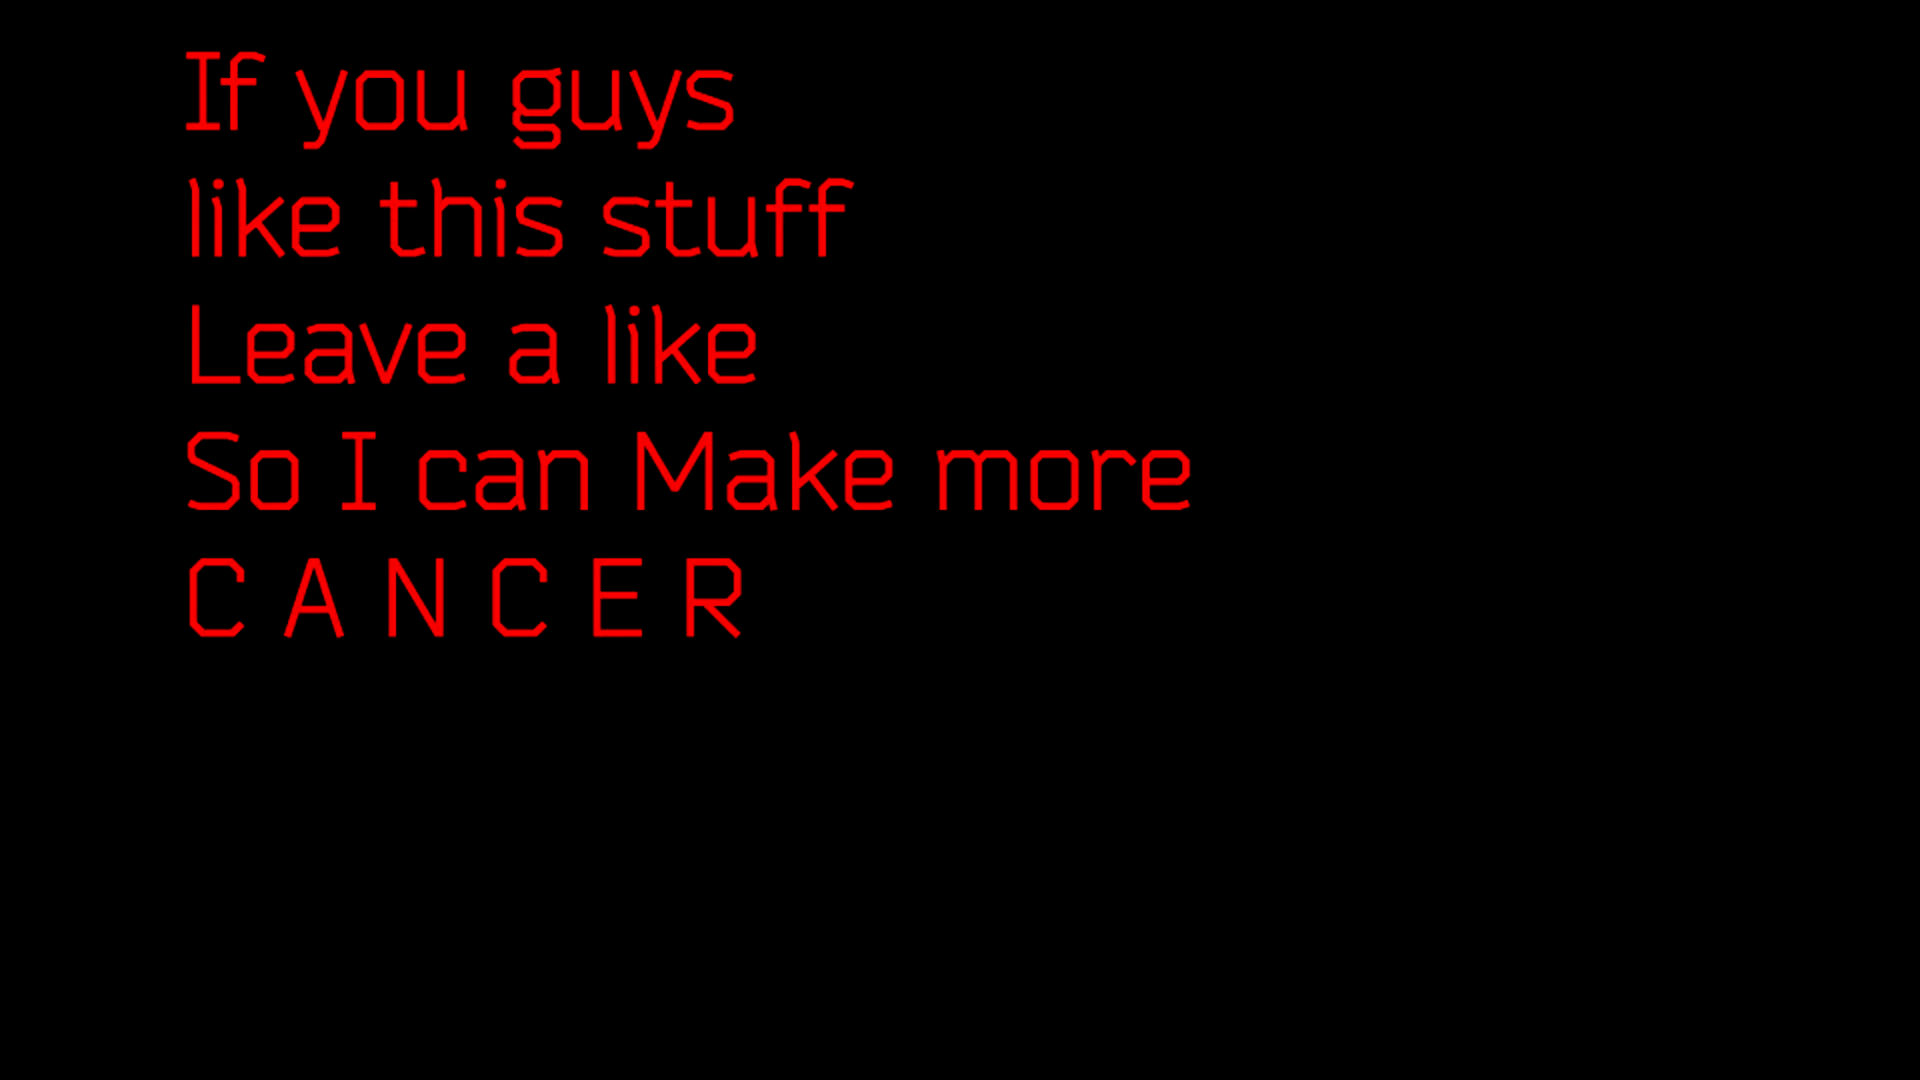 If you guys
like this stuff
Leave a like
So I can Make more
C A N C E R